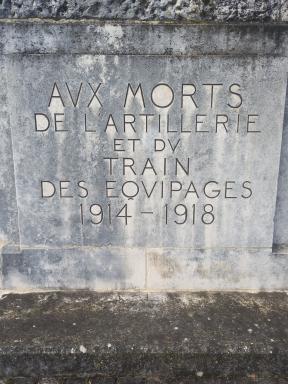 AVX MORTS
DE L'ARTILLERIE
ET DV
TRAIN
DES EQVIPAGES
1914-1918